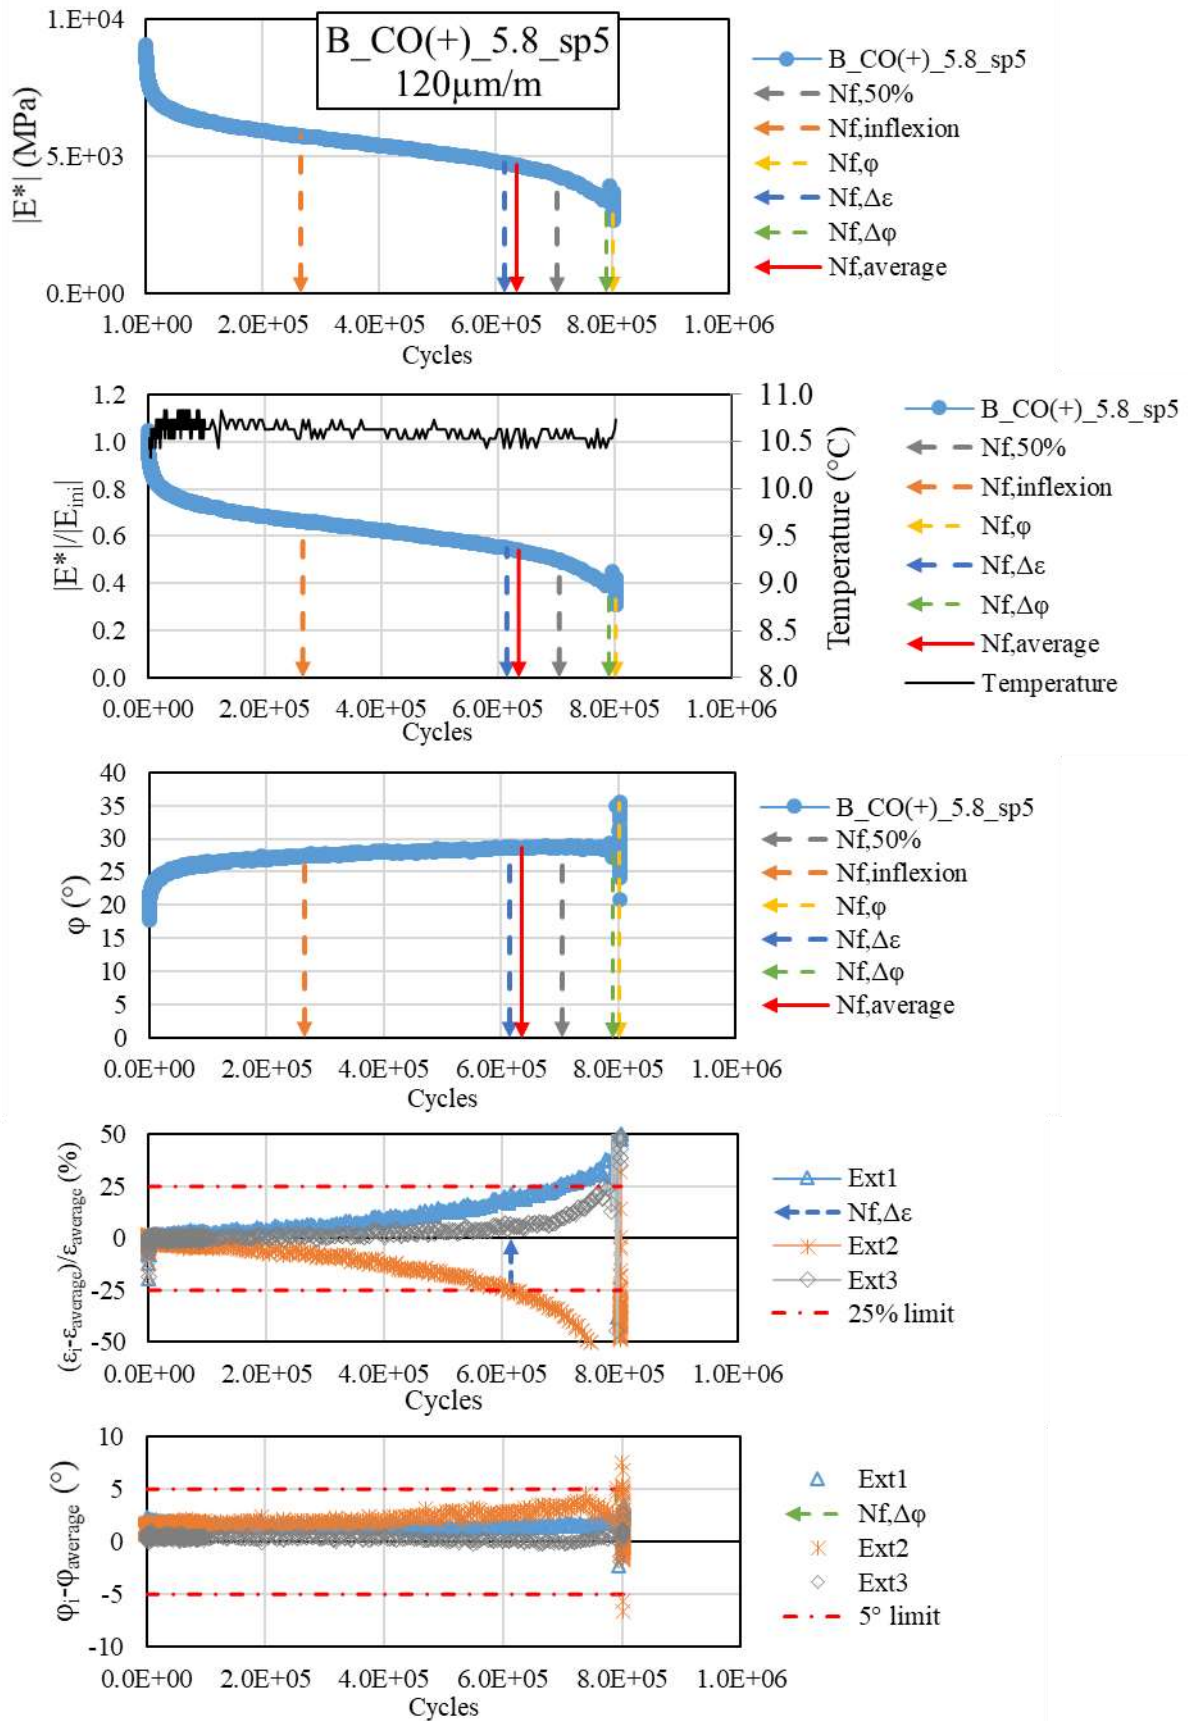 B_CO(+)_5.8_sp5
120µm/m
|E*| (MPa)
1.E+04
5.E+03
0.E+00
1.0E+00 2.0E+05 4.0E+05 6.0E+05 8.0E+05 1.0E+06
Cycles
B_CO(+)_5.8_sp5
Nf,50%
Nf,inflexion
Nf,φ
Nf,Δε
Nf,Δφ
Nf,average
|E*|/|Eini|
1.2
1.0
0.8
0.6
0.4
0.2
0.0
0.0E+00 2.0E+05 4.0E+05 6.0E+05 8.0E+05 1.0E+06
Cycles
11.0
10.5
10.0
9.5
9.0
8.5
8.0
Temperature (°C)
B_CO(+)_5.8_sp5
Nf,50%
Nf,inflexion
Nf,φ
Nf,Δε
Nf,Δφ
Nf,average
Temperature
φ (°)
40
35
30
25
20
15
10
5
0
0.0E+00 2.0E+05 4.0E+05 6.0E+05 8.0E+05 1.0E+06
Cycles
B_CO(+)_5.8_sp5
Nf,50%
Nf,inflexion
Nf,φ
Nf,Δε
Nf,Δφ
Nf,average
(εi-εaverage)/εaverage (%)
50
25
0
-25
-50
0.0E+00 2.0E+05 4.0E+05 6.0E+05 8.0E+05 1.0E+06
Cycles
Ext1
Nf,Δε
Ext2
Ext3
25% limit
φi-φaverage (°)
10
5
0
-5
-10
0.0E+00 2.0E+05 4.0E+05 6.0E+05 8.0E+05 1.0E+06
Cycles
Ext1
Nf,Δφ
Ext2
Ext3
5° limit